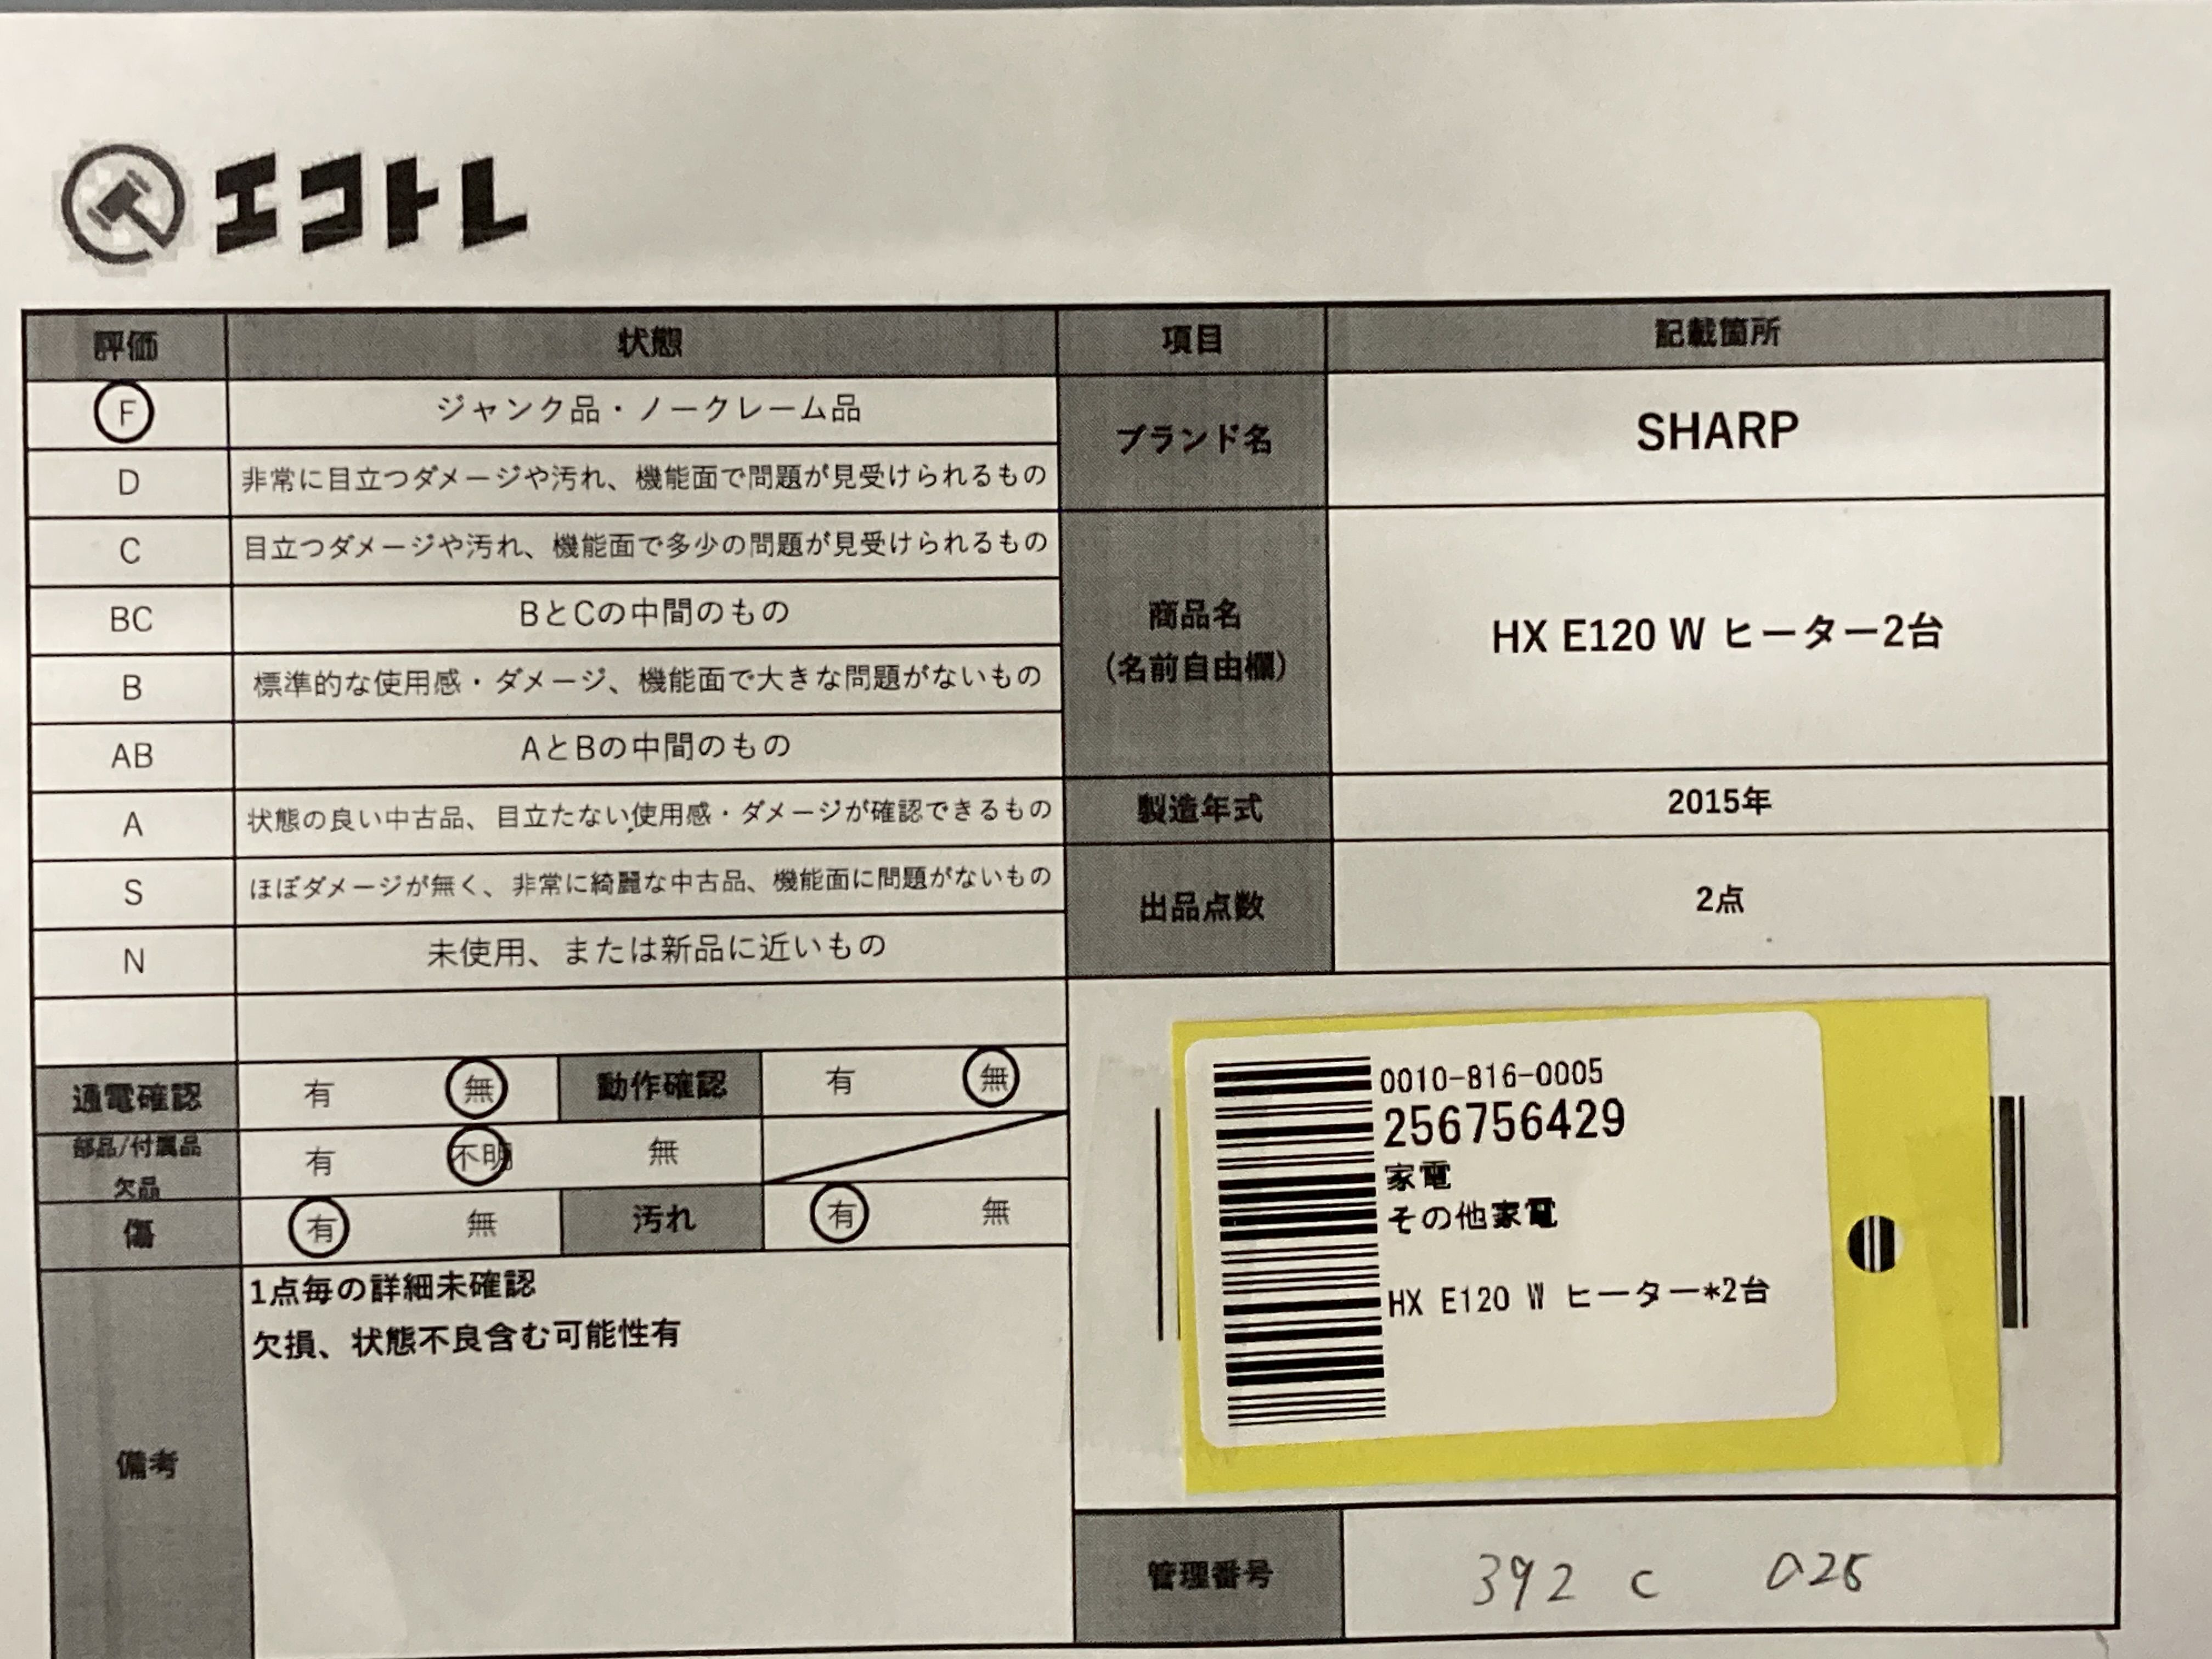 エコトレ
評価 状態 項目 記載箇所
F ジャンク品・ノークレーム品
D 非常に目立つダメージや汚れ、機能面で問題が見受けられるもの
C 目立つダメージや汚れ、機能面で多少の問題が見受けられるもの
BC BとCの中間のもの
B 標準的な使用感・ダメージ、機能面で大きな問題がないもの
AB AとBの中間のもの
A 状態の良い中古品、目立たない使用感・ダメージが確認できるもの
S ほぼダメージが無く、非常に綺麗な中古品、機能面に問題がないもの
N 未使用、または新品に近いもの
ブランド名 SHARP
商品名
(名前自由欄)
HX E120 W ヒーター2台
製造年式 2015年
出品点数 2点
通電確認 有 無 動作確認 有 無
部品/付属品
欠品
有 不明 無
傷 有 無 汚れ 有 無
備考
1点毎の詳細未確認
欠損、状態不良含む可能性有
0010-816-0005
256756429
家電
その他家電
HX E120 W ヒーター*2台
管理番号 392 C